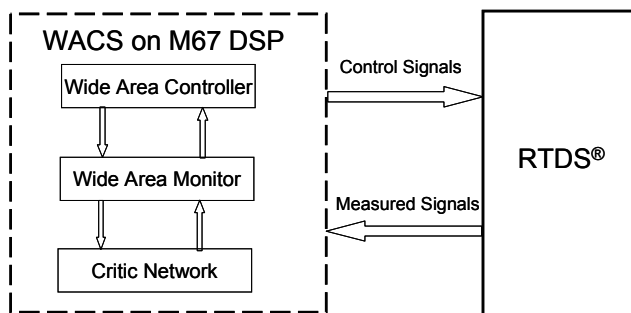 WACS on M67 DSP
Wide Area Controller
Wide Area Monitor
Critic Network
Control Signals
Measured Signals
RTDS®